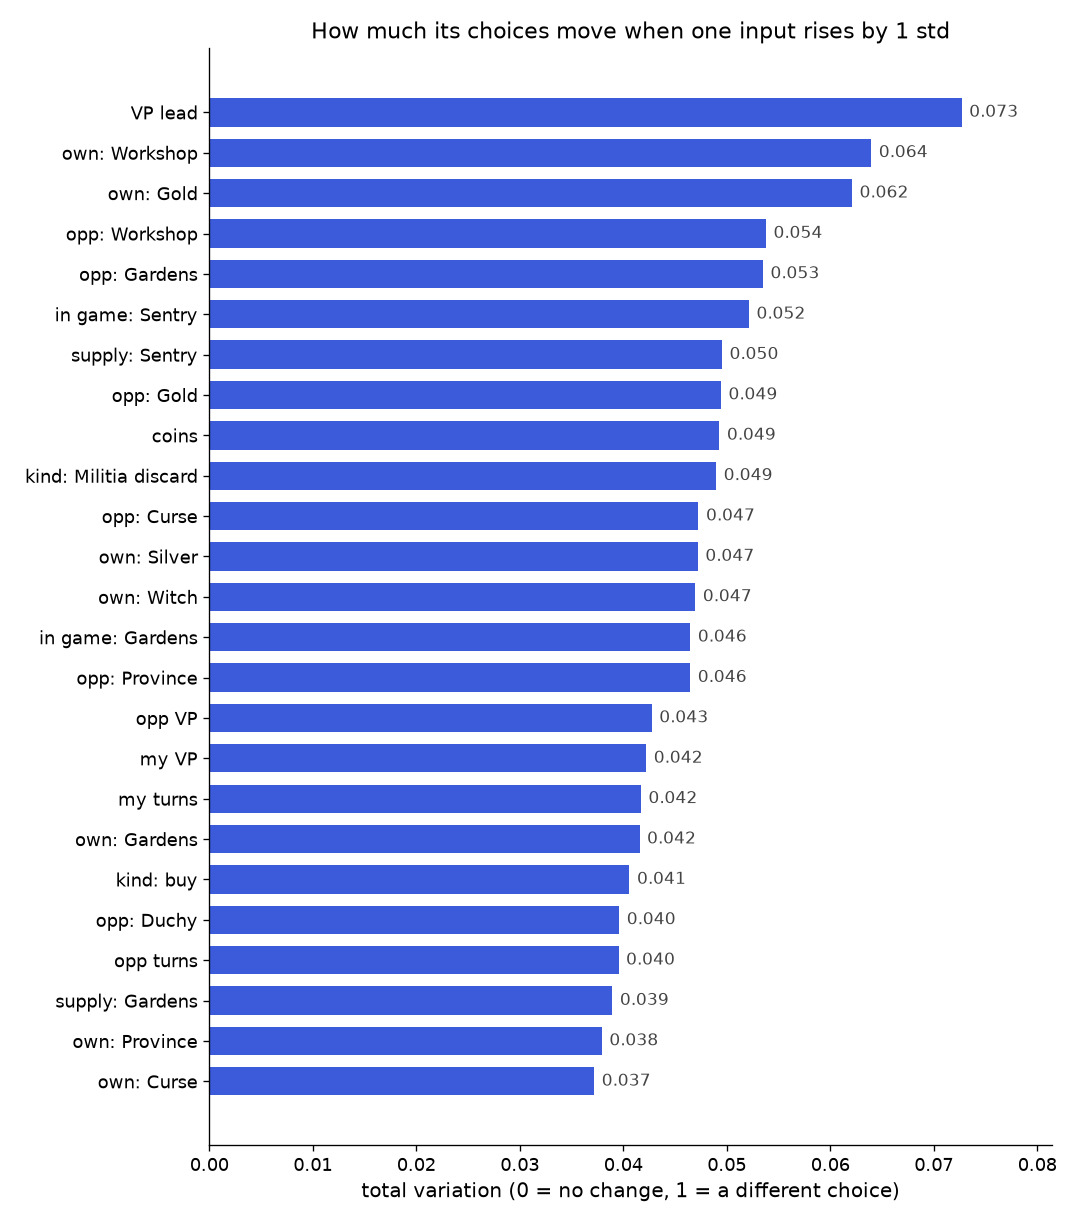 How much its choices move when one input rises by 1 std
VP lead 0.073
own: Workshop 0.064
own: Gold 0.062
opp: Workshop 0.054
opp: Gardens 0.053
in game: Sentry 0.052
supply: Sentry 0.050
opp: Gold 0.049
coins 0.049
kind: Militia discard 0.049
opp: Curse 0.047
own: Silver 0.047
own: Witch 0.047
in game: Gardens 0.046
opp: Province 0.046
opp VP 0.043
my VP 0.042
my turns 0.042
own: Gardens 0.042
kind: buy 0.041
opp: Duchy 0.040
opp turns 0.040
supply: Gardens 0.039
own: Province 0.038
own: Curse 0.037
0.00 0.01 0.02 0.03 0.04 0.05 0.06 0.07 0.08
total variation (0 = no change, 1 = a different choice)